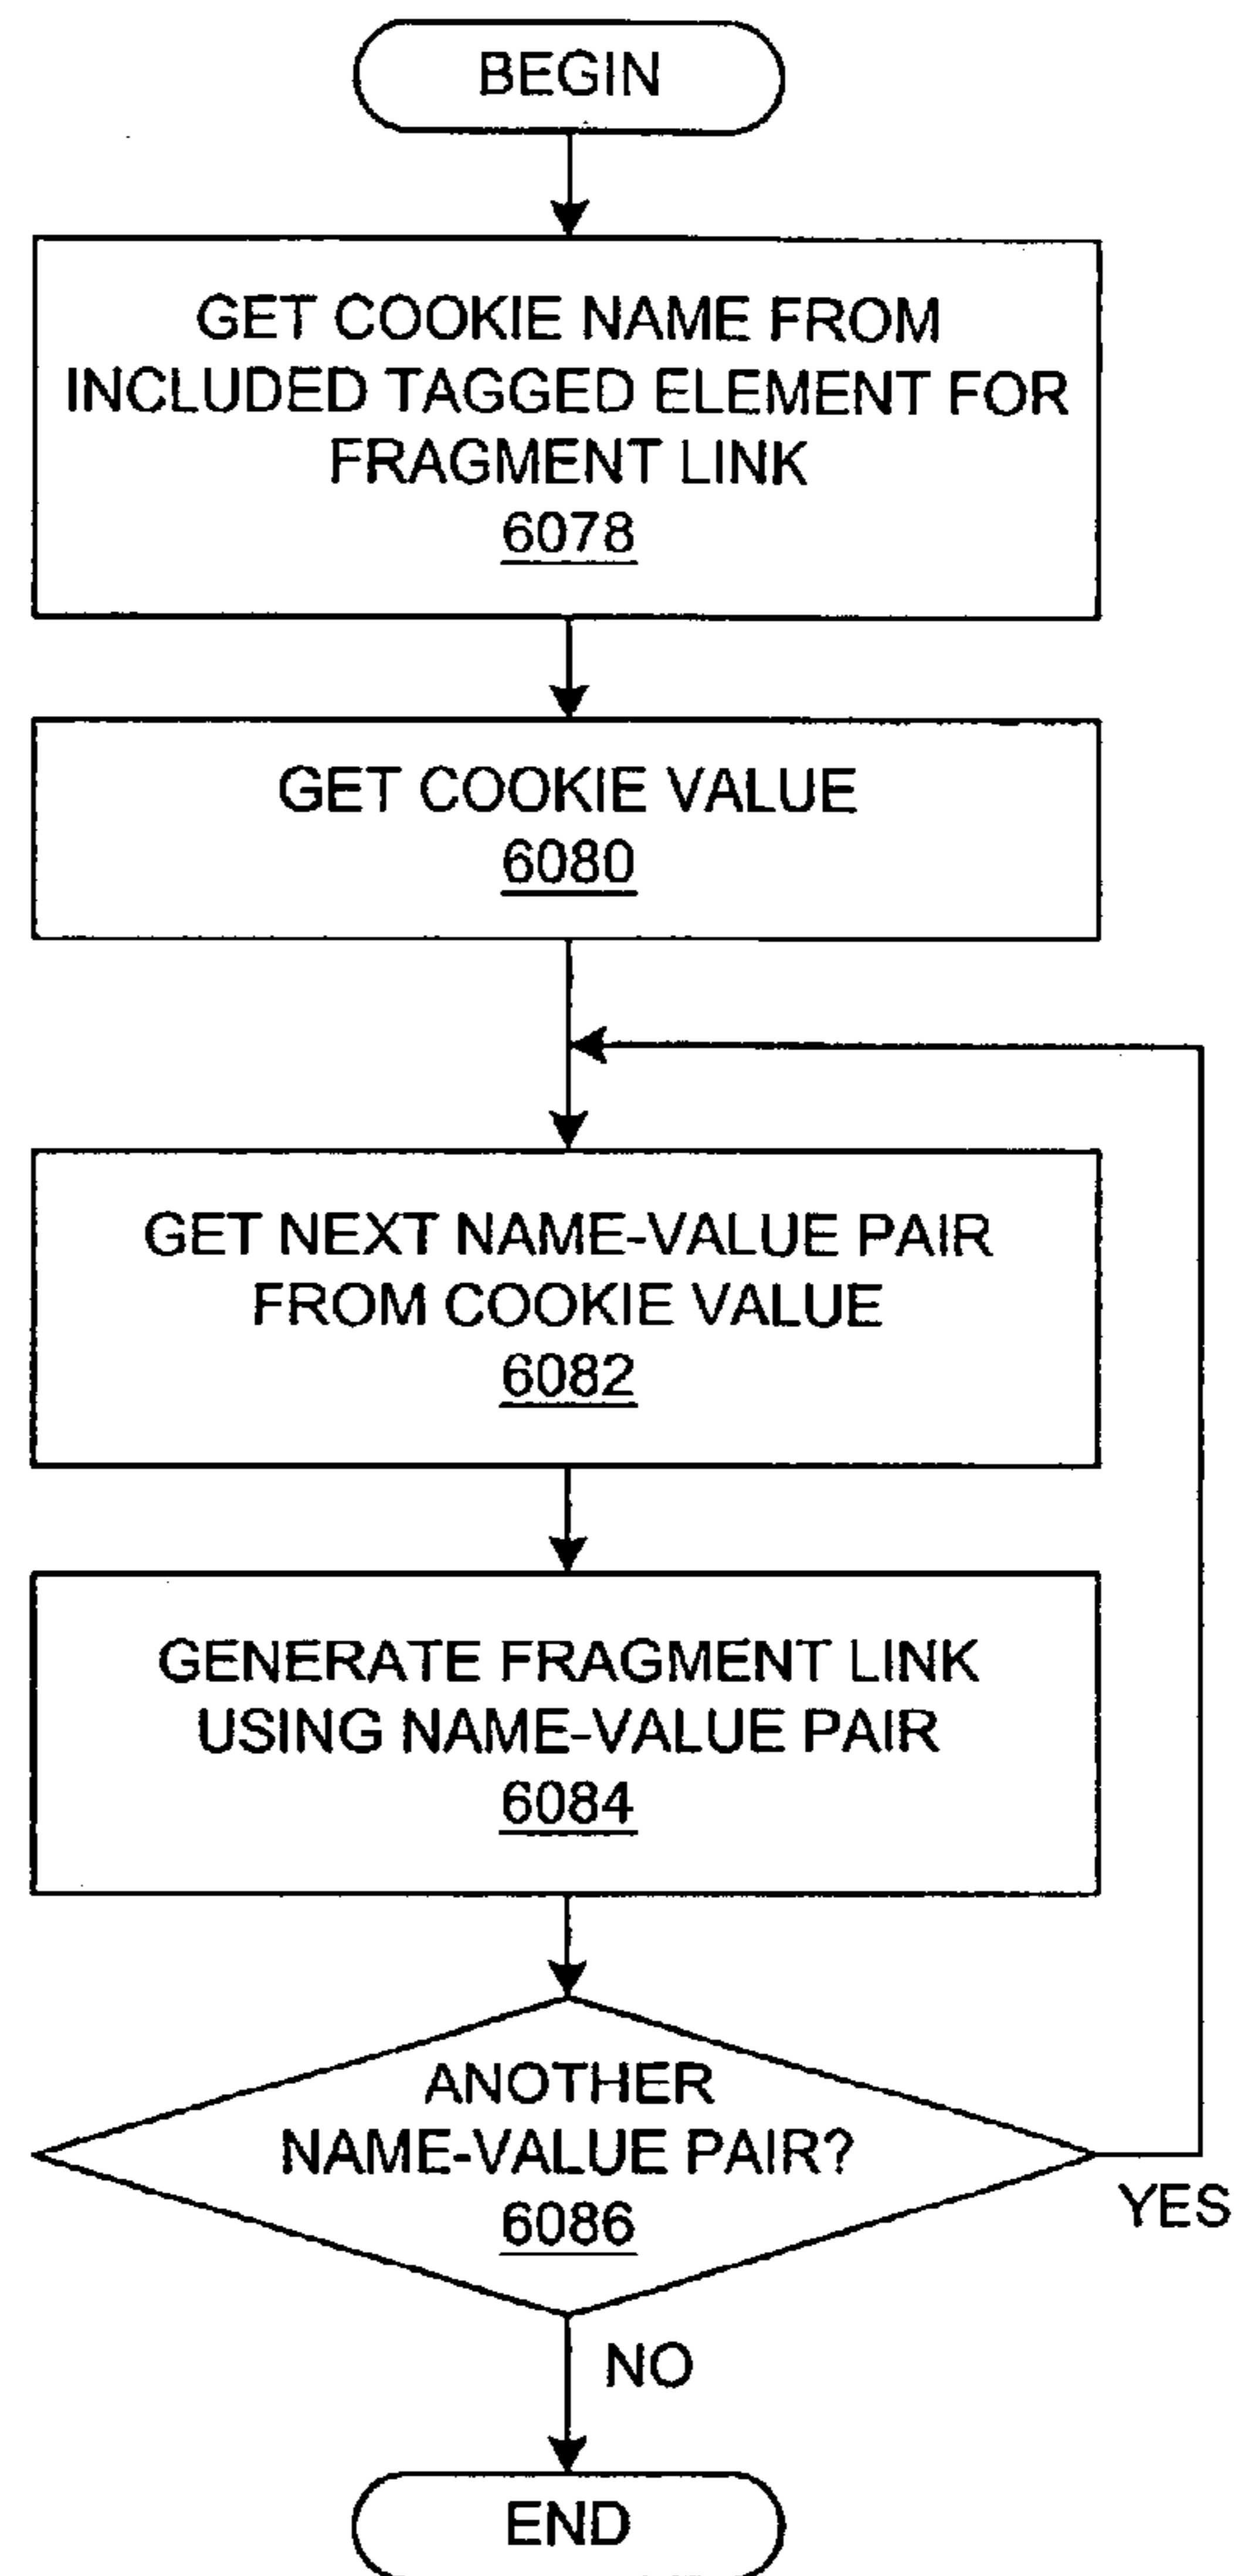 BEGIN
GET COOKIE NAME FROM
INCLUDED TAGGED ELEMENT FOR
FRAGMENT LINK
6078
GET COOKIE VALUE
6080
GET NEXT NAME-VALUE PAIR
FROM COOKIE VALUE
6082
GENERATE FRAGMENT LINK
USING NAME-VALUE PAIR
6084
ANOTHER
NAME-VALUE PAIR?
6086
YES
NO
END